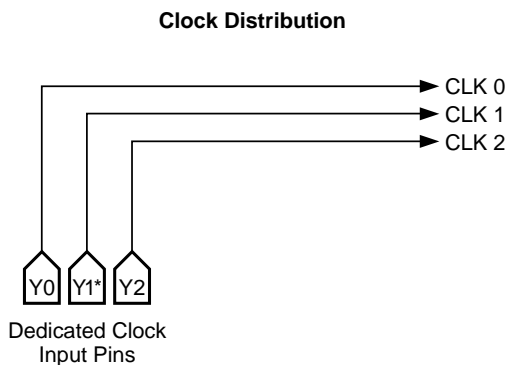 Clock Distribution
CLK 0
CLK 1
CLK 2
Y0 Y1* Y2
Dedicated Clock
Input Pins